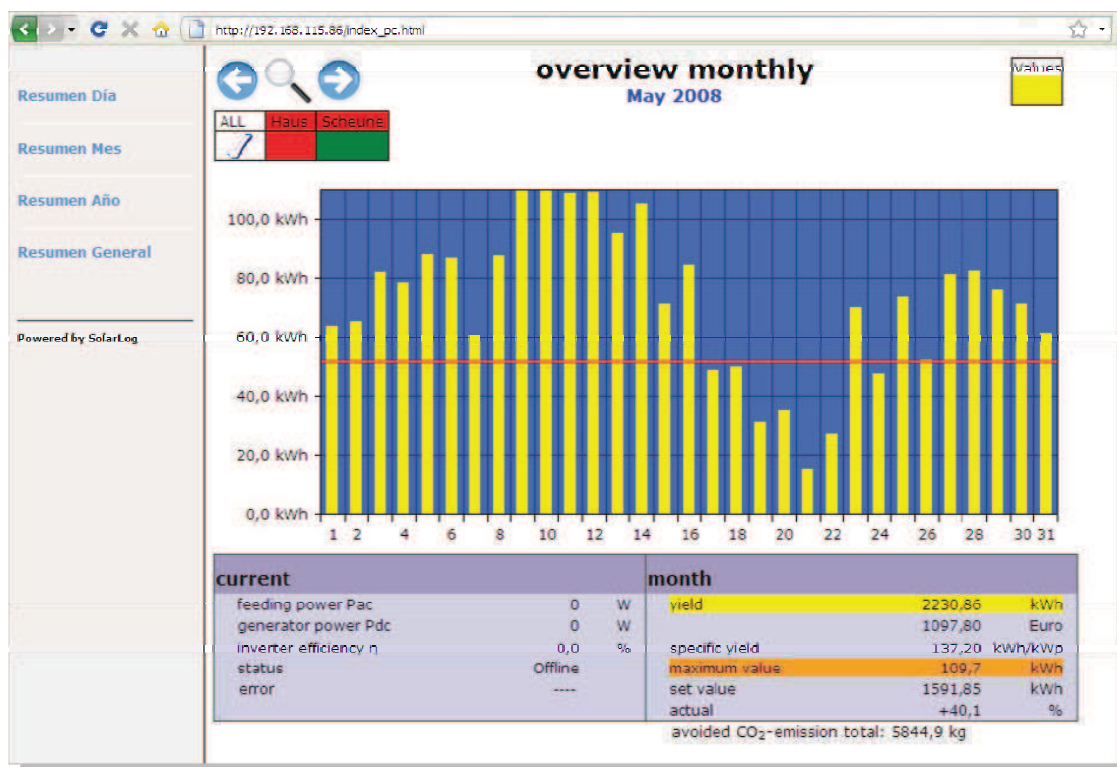 http://192.168.115.86/index_pc.html
Resumen Día
Resumen Mes
Resumen Año
Resumen General
Powered by SolarLog
overview monthly
May 2008
Values
ALL Haus Scheune
100,0 kWh
80,0 kWh
60,0 kWh
40,0 kWh
20,0 kWh
0,0 kWh
1 2 4 6 8 10 12 14 16 18 20 22 24 26 28 30 31
current
feeding power Pac 0 W
generator power Pdc 0 W
inverter efficiency η 0,0 %
status Offline
error ----
month
yield 2230,86 kWh
1097,80 Euro
specific yield 137,20 kWh/kWp
maximum value 109,7 kWh
set value 1591,85 kWh
actual +40,1 %
avoided CO₂-emission total: 5844,9 kg